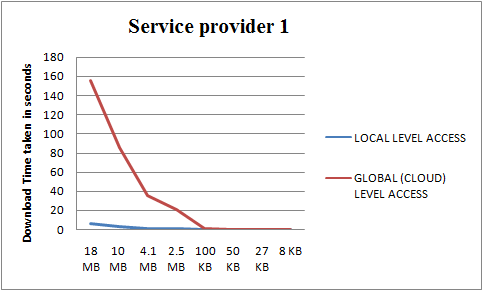 Service provider 1
Download Time taken in seconds
180
160
140
120
100
80
60
40
20
0
18 MB
10 MB
4.1 MB
2.5 MB
100 KB
50 KB
27 KB
8 KB
LOCAL LEVEL ACCESS
GLOBAL (CLOUD)
LEVEL ACCESS